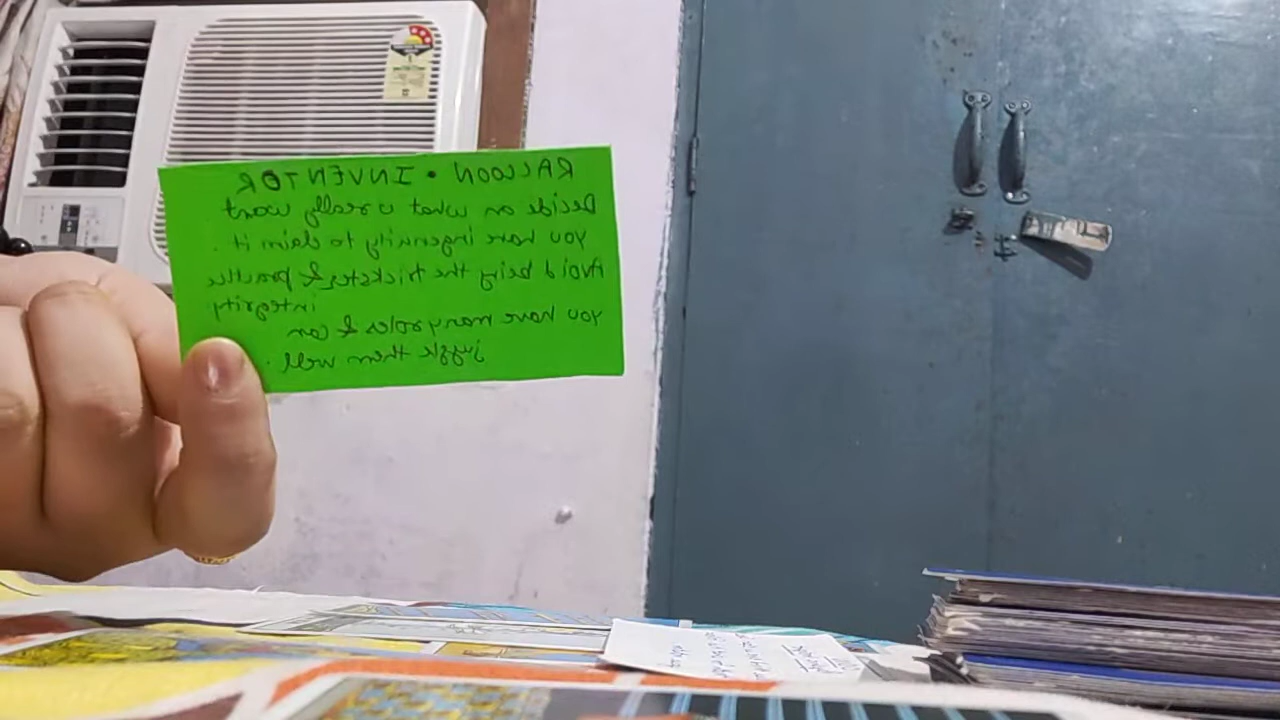 RACCOON • INVENTOR
Decide on what u really want
you have ingenuity to claim it.
Avoid being the trickster & practice
integrity
you have many roles & can
juggle them well.